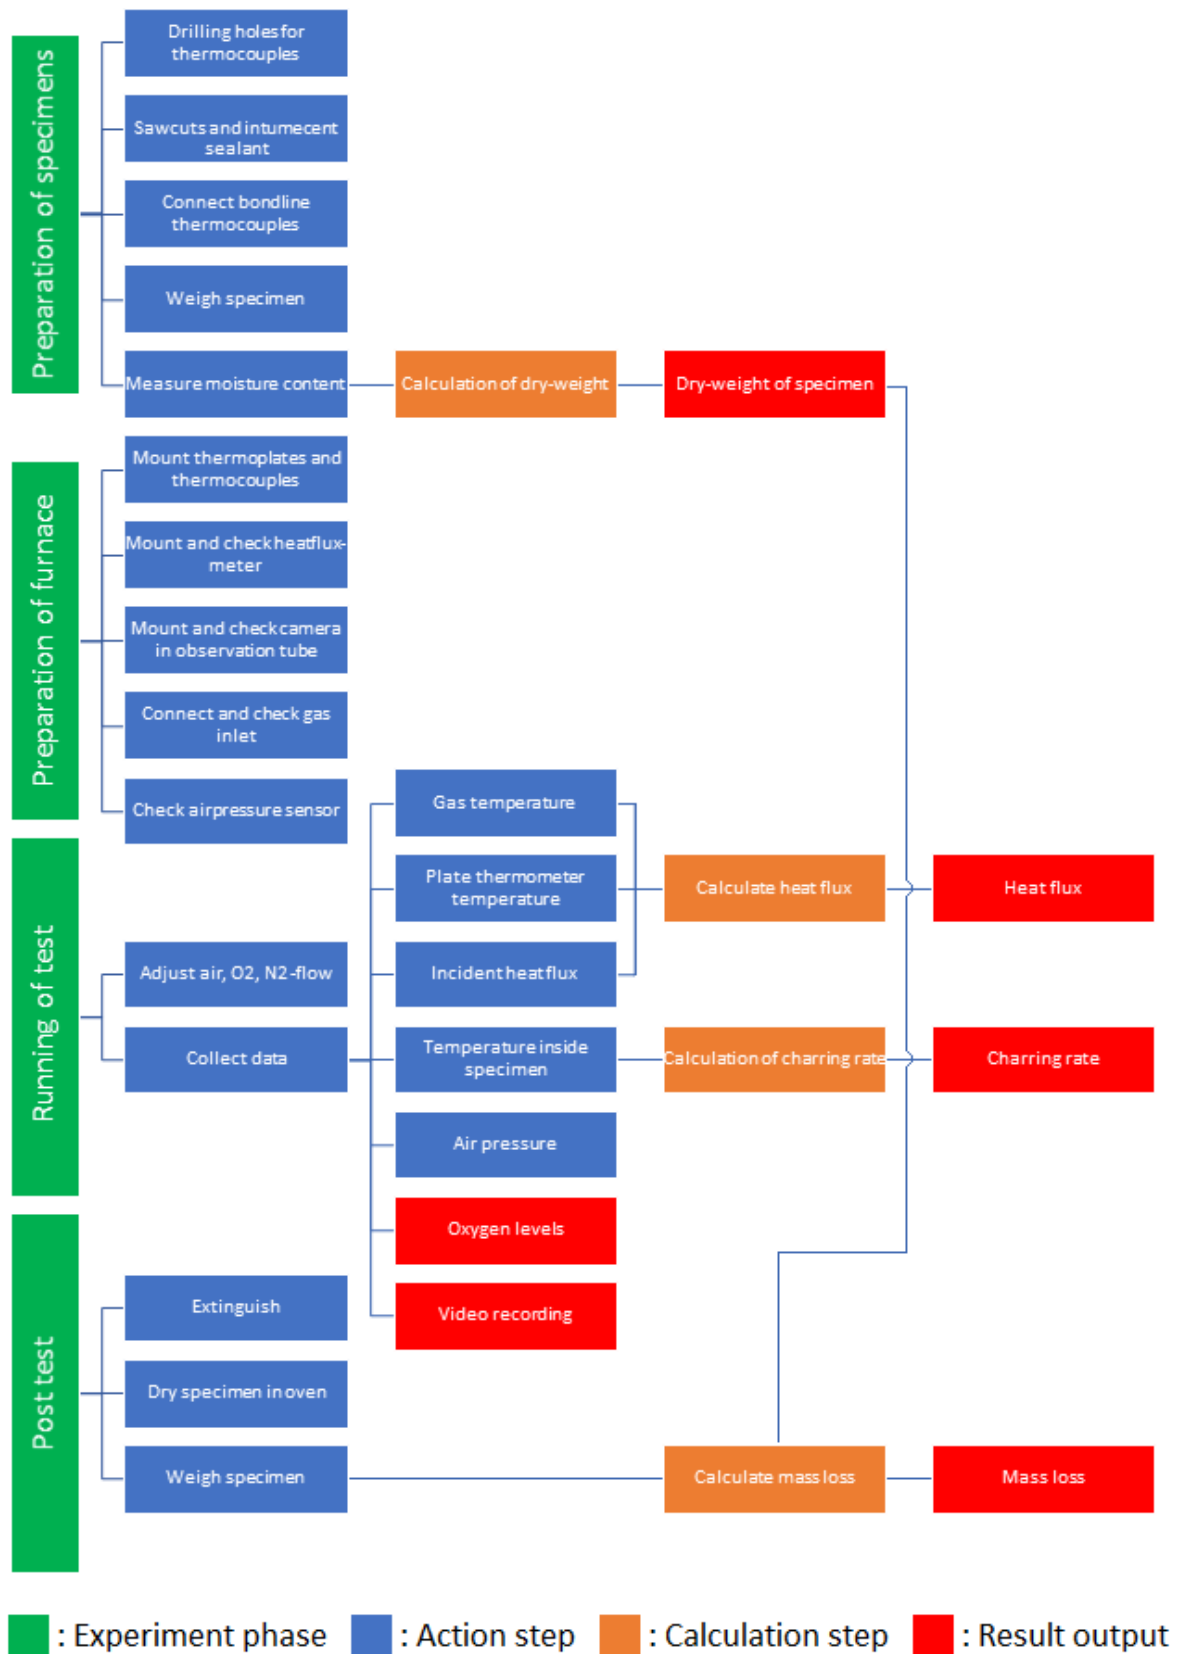 Preparation of specimens
Drilling holes for
thermocouples
Sawcuts and intumecent
sealant
Connect bondline
thermocouples
Weigh specimen
Measure moisture content
Calculation of dry-weight
Dry-weight of specimen
Preparation of furnace
Mount thermoplates and
thermocouples
Mount and check heatflux-
meter
Mount and check camera
in observation tube
Connect and check gas
inlet
Check airpressure sensor
Running of test
Adjust air, O2, N2-flow
Collect data
Gas temperature
Plate thermometer
temperature
Calculate heat flux
Heat flux
Incident heat flux
Temperature inside
specimen
Calculation of charring rate
Charring rate
Air pressure
Oxygen levels
Video recording
Post test
Extinguish
Dry specimen in oven
Weigh specimen
Calculate mass loss
Mass loss
: Experiment phase
: Action step
: Calculation step
: Result output